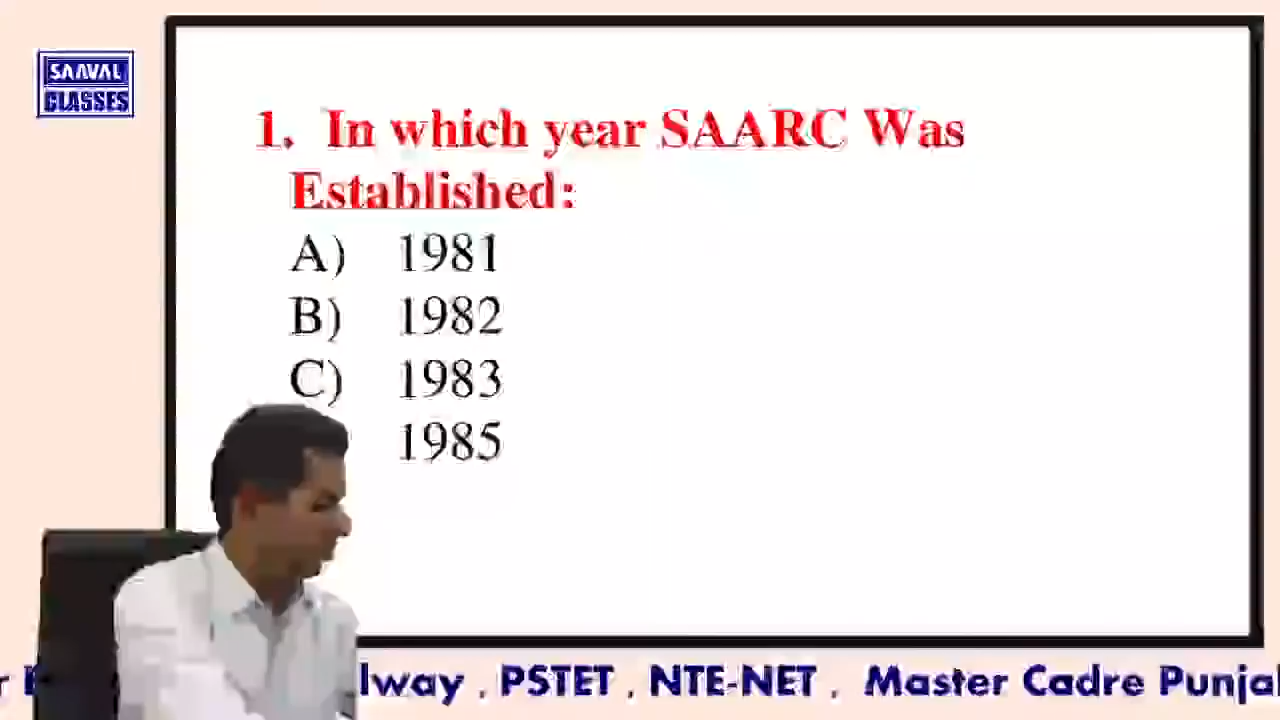 SAAVAL
CLASSES
1. In which year SAARC Was
Established:
A) 1981
B) 1982
C) 1983
1985
lway , PSTET , NTE-NET , Master Cadre Punja